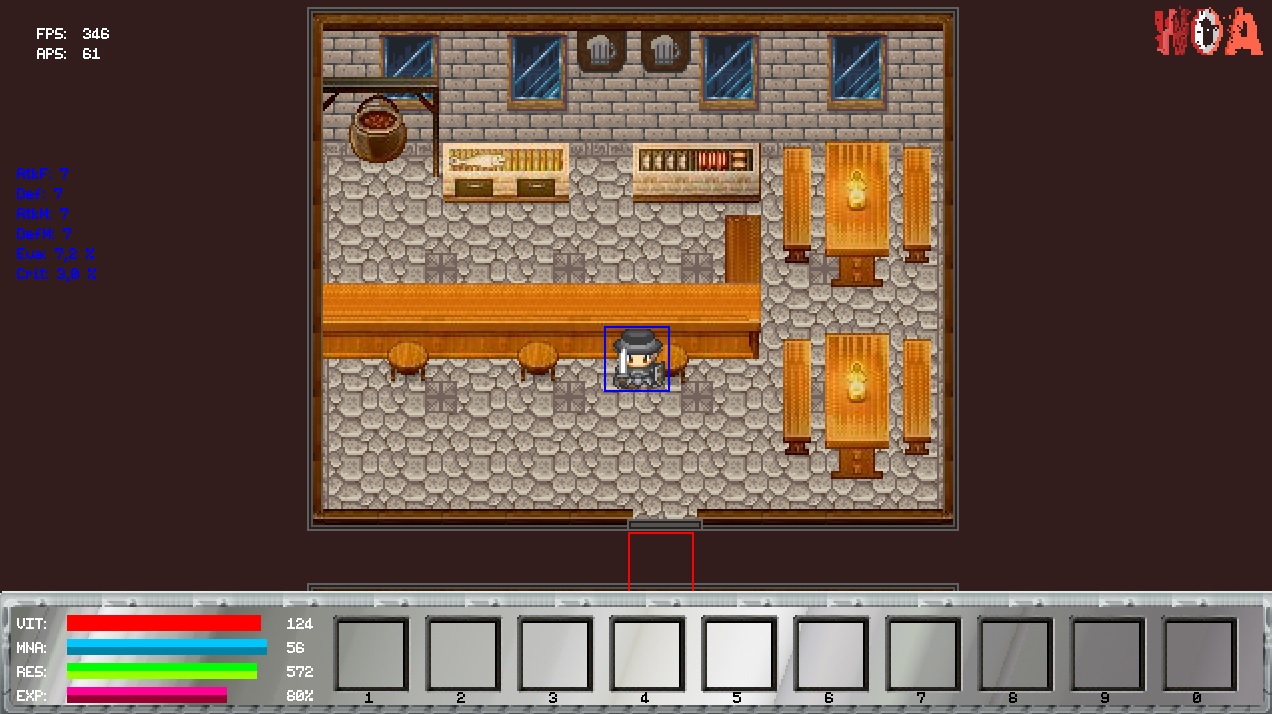 FPS: 346
APS: 61
WOA
AtkF: 7
Def: 7
AtkM: 7
DefM: 7
Eva: 7,2 %
Crit: 3,8 %
VIT: 124
MNA: 56
RES: 572
EXP: 80%
1 2 3 4 5 6 7 8 9 0